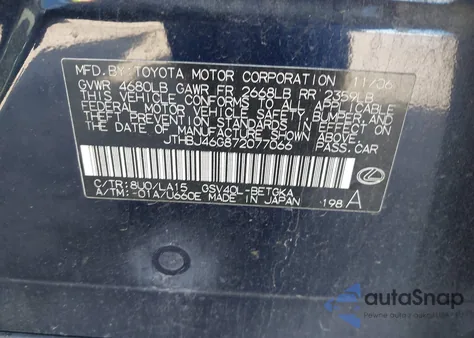 MFD. BY TOYOTA MOTOR CORPORATION 11/06
GVWR 4680LB GAWR FR 2668LB RR 2359LB
THIS VEHICLE CONFORMS TO ALL APPLICABLE
FEDERAL MOTOR VEHICLE SAFETY, BUMPER, AND
THEFT PREVENTION STANDARDS IN EFFECT ON
THE DATE OF MANUFACTURE SHOWN ABOVE.
JTHBJ46G872077066 PASS.CAR
C/TR: 8U0/LA15 GSV40L-BETGKA
A/TM: -01A/U660E MADE IN JAPAN 198 A
autoSnap